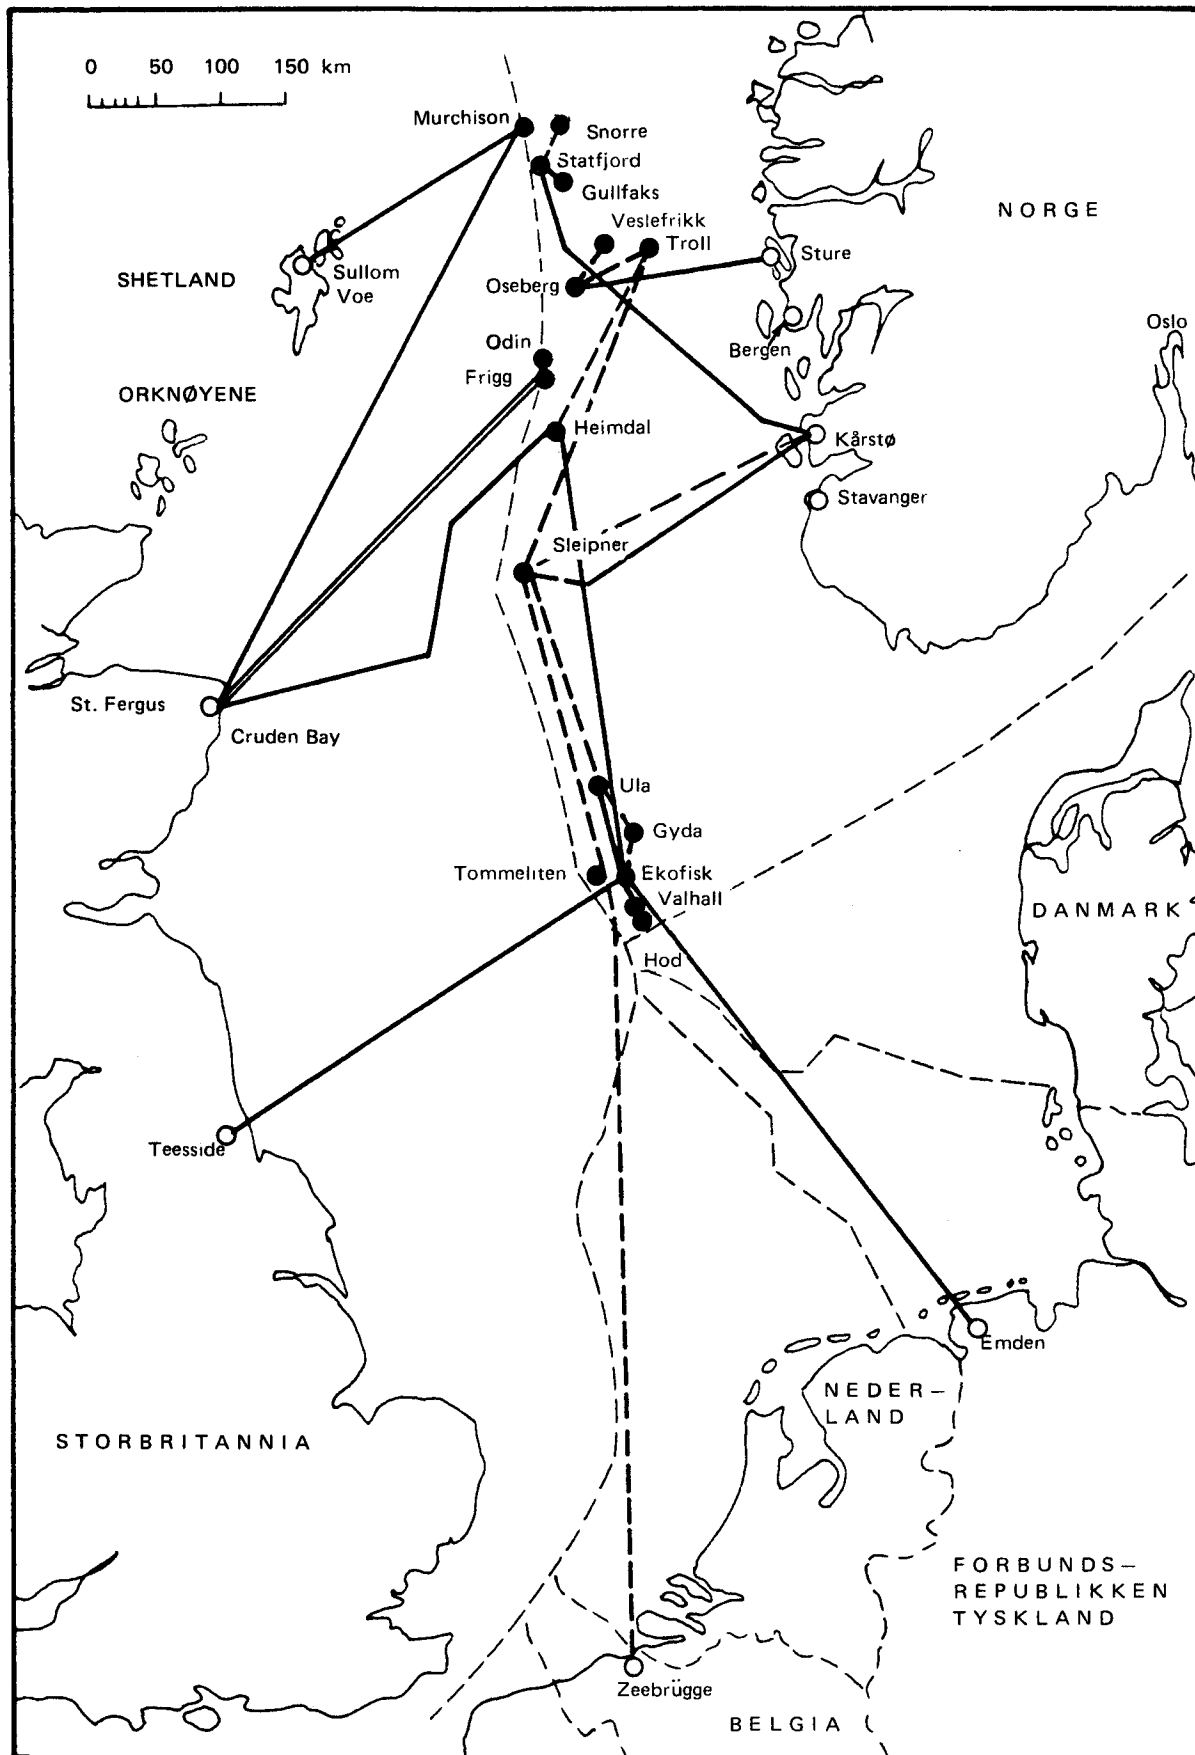 0 50 100 150 km
Murchison
Snorre
Statfjord
Gullfaks
NORGE
Veslefrikk
Troll
Sture
SHETLAND
Sullom
Voe
Oseberg
Oslo
Odin
Bergen
Frigg
ORKNØYENE
Heimdal
Kårstø
Stavanger
Sleipner
St. Fergus
Cruden Bay
Ula
Gyda
Tommeliten
Ekofisk
Valhall
DANMARK
Hod
Teesside
Emden
NEDER–
LAND
STORBRITANNIA
FORBUNDS–
REPUBLIKKEN
TYSKLAND
Zeebrügge
BELGIA